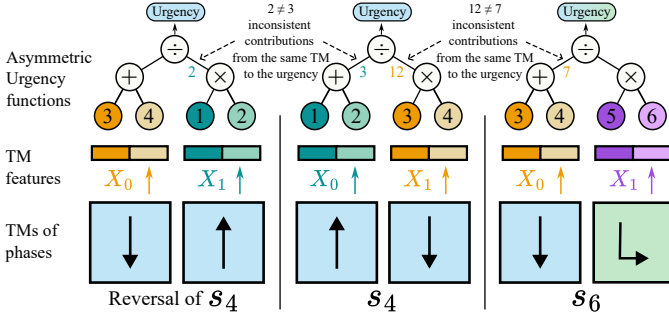 Urgency
2 ≠ 3
Urgency
12 ≠ 7
Urgency
Asymmetric
Urgency
functions
inconsistent
contributions
from the same TM
to the urgency
inconsistent
contributions
from the same TM
to the urgency
÷ ÷ ÷
2 3 12 7
+ × + × + ×
3 4 1 2 1 2 3 4 3 4 5 6
TM
features
X₀ X₁ X₀ X₁ X₀ X₁
TMs of
phases
Reversal of s₄ s₄ s₆